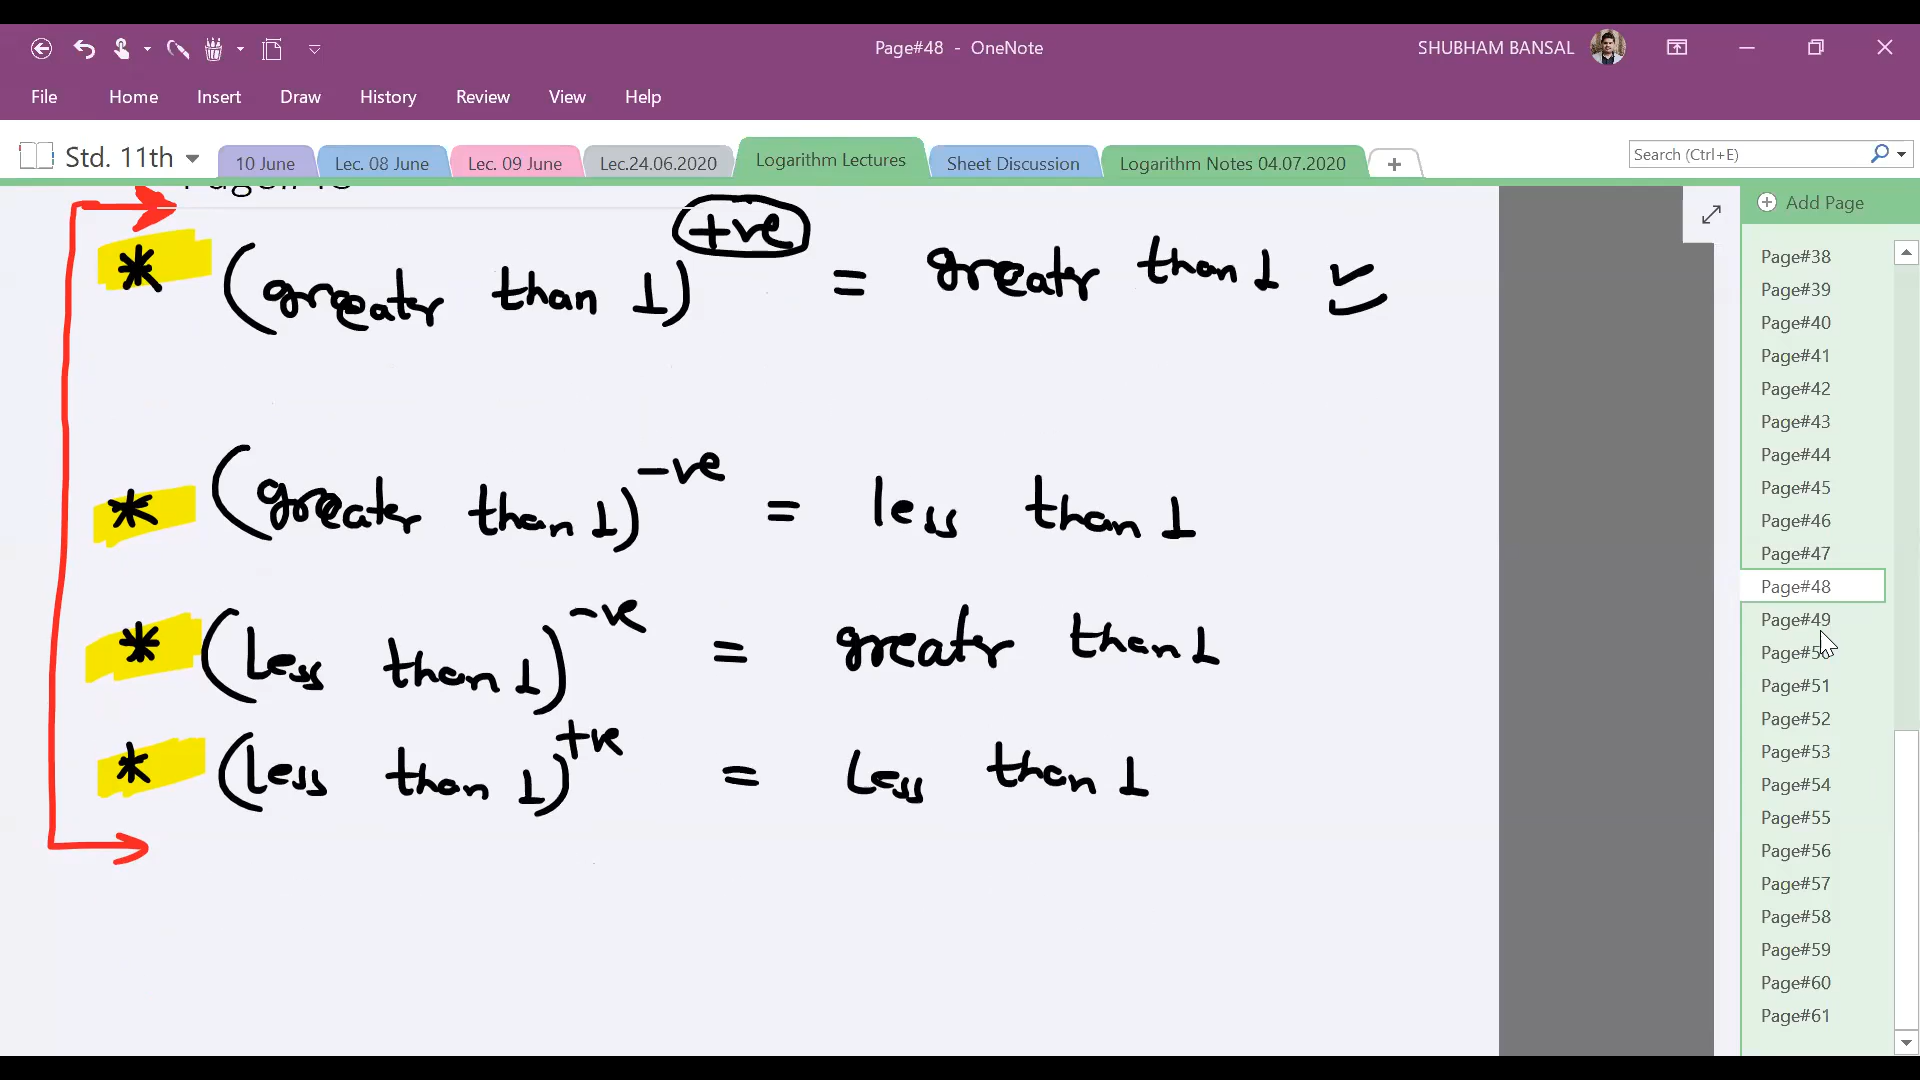 Page#48 - OneNote
SHUBHAM BANSAL
File Home Insert Draw History Review View Help
Std. 11th
10 June
Lec. 08 June
Lec. 09 June
Lec.24.06.2020
Logarithm Lectures
Sheet Discussion
Logarithm Notes 04.07.2020
Search (Ctrl+E)
* (greater than 1)^+ve = greater than 1
* (greater than 1)^-ve = less than 1
* (Less than 1)^-ve = greater than 1
* (less than 1)^+ve = Less than 1
Add Page
Page#38
Page#39
Page#40
Page#41
Page#42
Page#43
Page#44
Page#45
Page#46
Page#47
Page#48
Page#49
Page#51
Page#52
Page#53
Page#54
Page#55
Page#56
Page#57
Page#58
Page#59
Page#60
Page#61